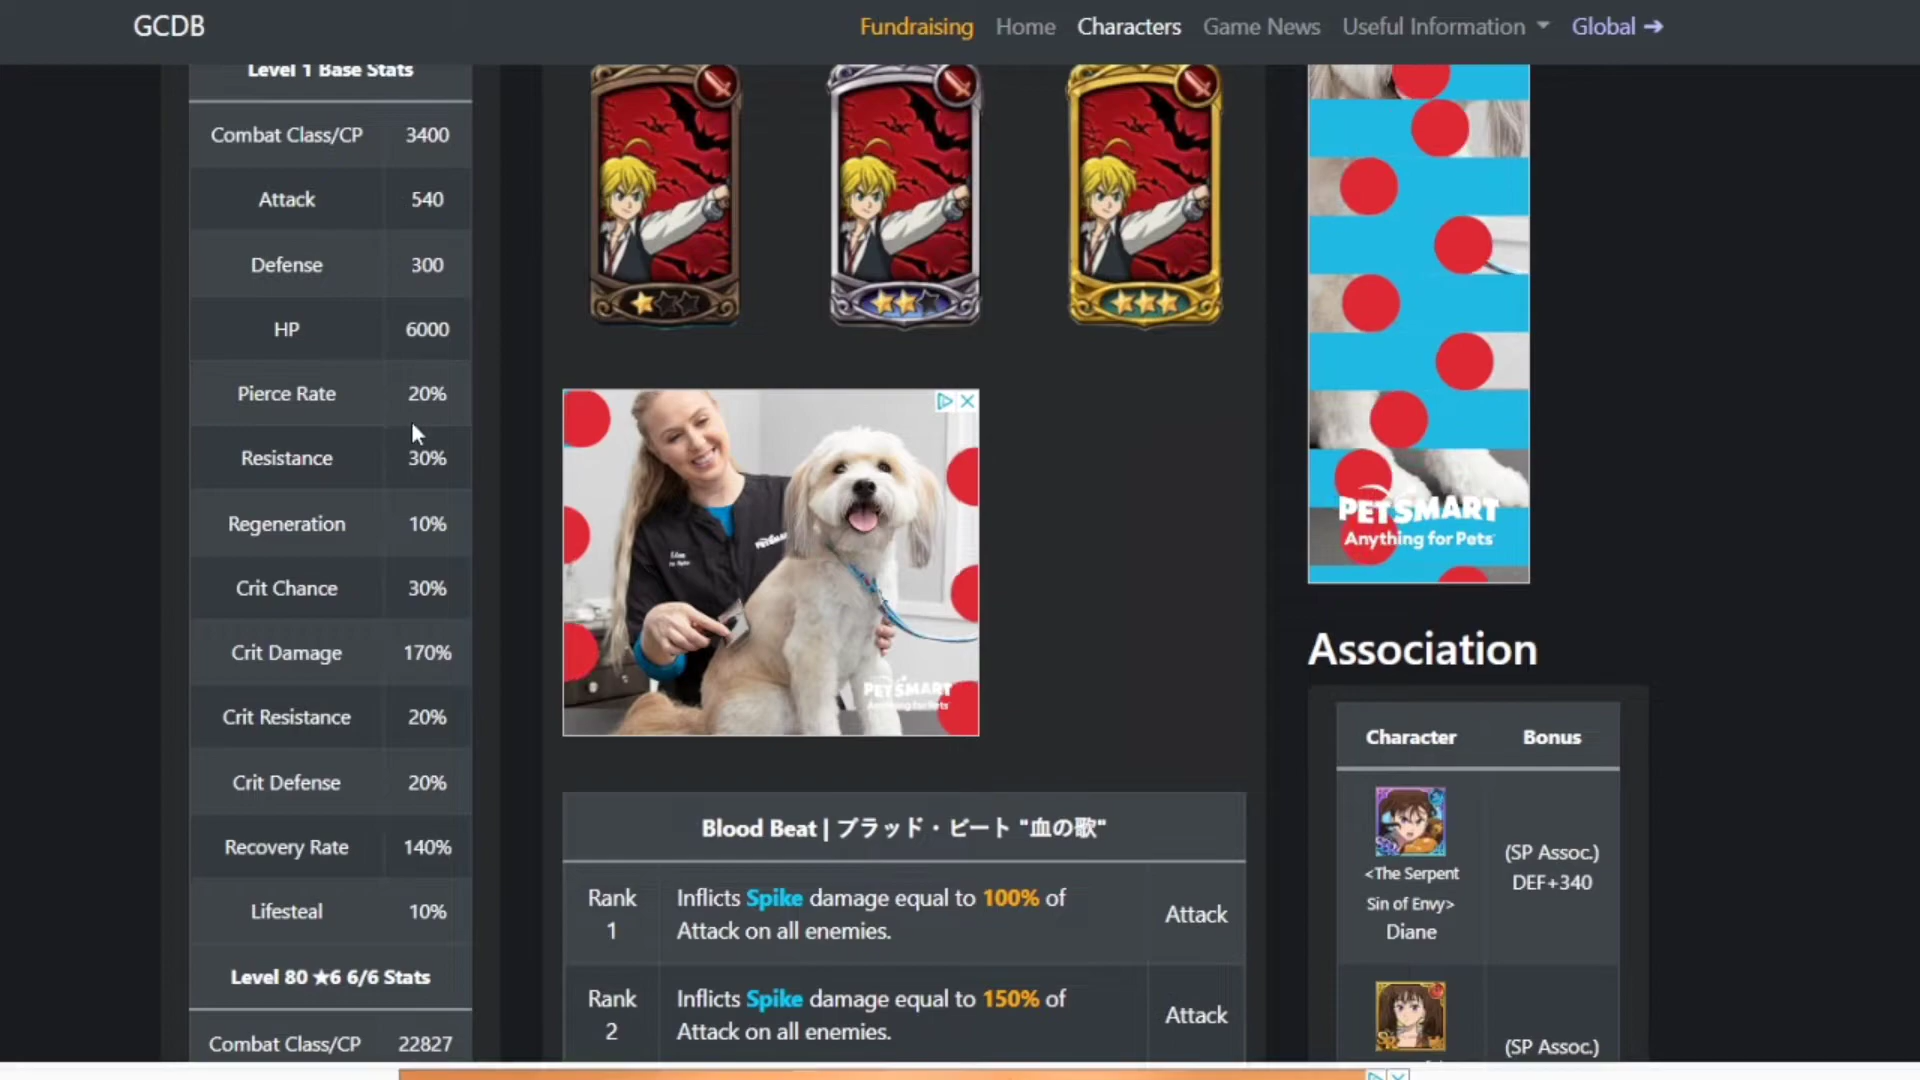 GCDB
Fundraising Home Characters Game News Useful Information Global ➔
Level 1 Base Stats
Combat Class/CP 3400
Attack 540
Defense 300
HP 6000
Pierce Rate 20%
Resistance 30%
Regeneration 10%
Crit Chance 30%
Crit Damage 170%
Crit Resistance 20%
Crit Defense 20%
Recovery Rate 140%
Lifesteal 10%
Level 80 ★6 6/6 Stats
Combat Class/CP 22827
PETSMART
PETSMART
Anything for Pets
Blood Beat | ブラッド・ビート "血の歌"
Rank
1
Inflicts Spike damage equal to 100% of
Attack on all enemies.
Attack
Rank
2
Inflicts Spike damage equal to 150% of
Attack on all enemies.
Attack
PETSMART
Anything for Pets
Association
Character Bonus
<The Serpent
Sin of Envy>
Diane
(SP Assoc.)
DEF+340
(SP Assoc.)